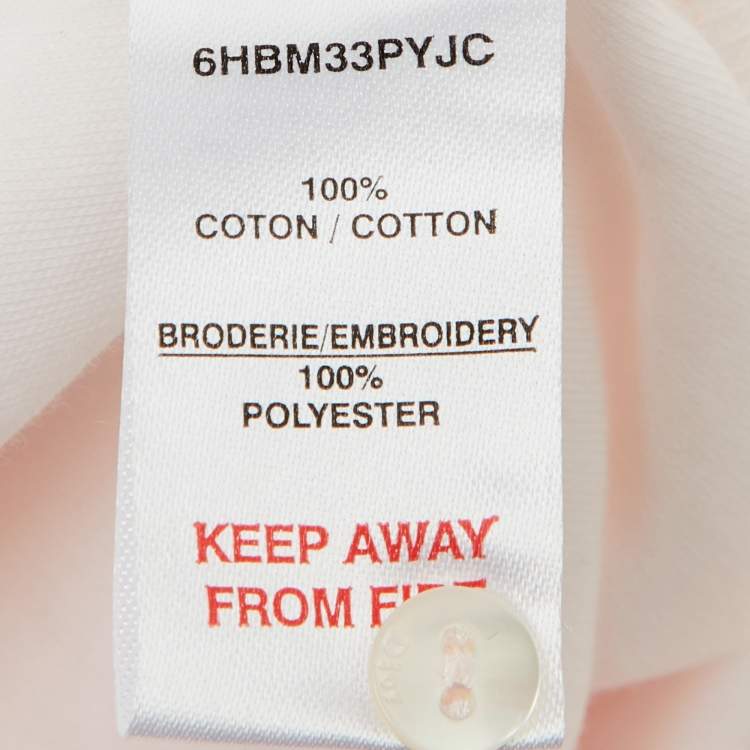 6HBM33PYJC
100%
COTON / COTTON
BRODERIE/EMBROIDERY
100%
POLYESTER
KEEP AWAY
FROM